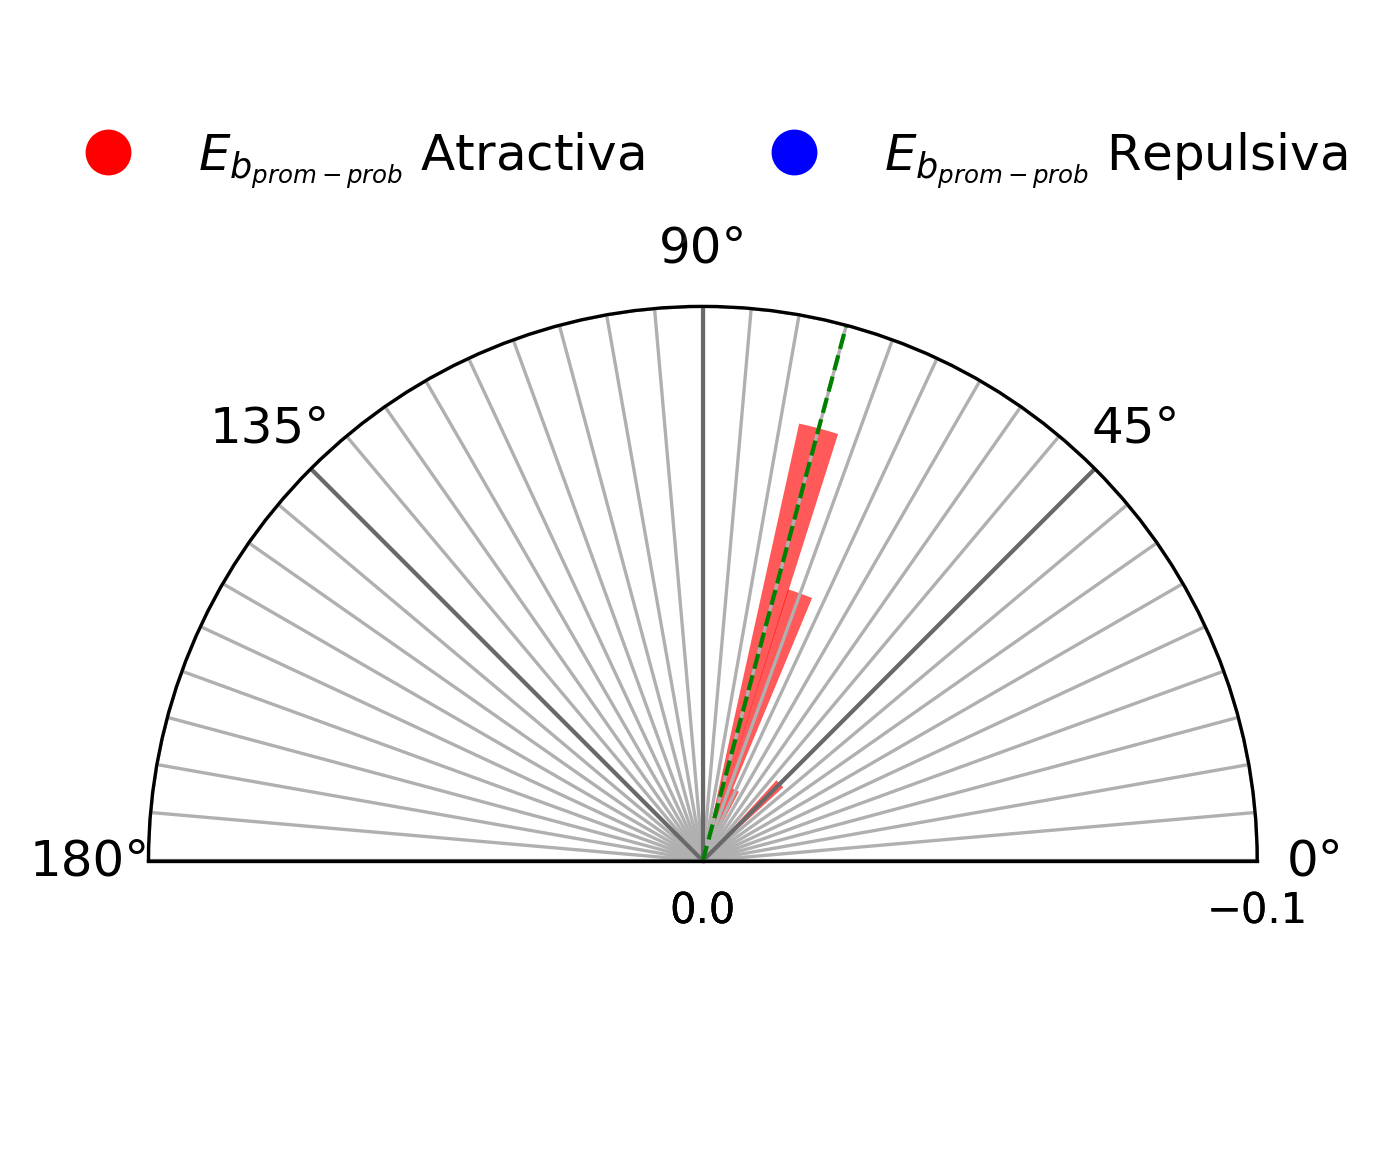 E_{b_{prom-prob}} Atractiva E_{b_{prom-prob}} Repulsiva
90°
135° 45°
180° 0°
0.0 −0.1